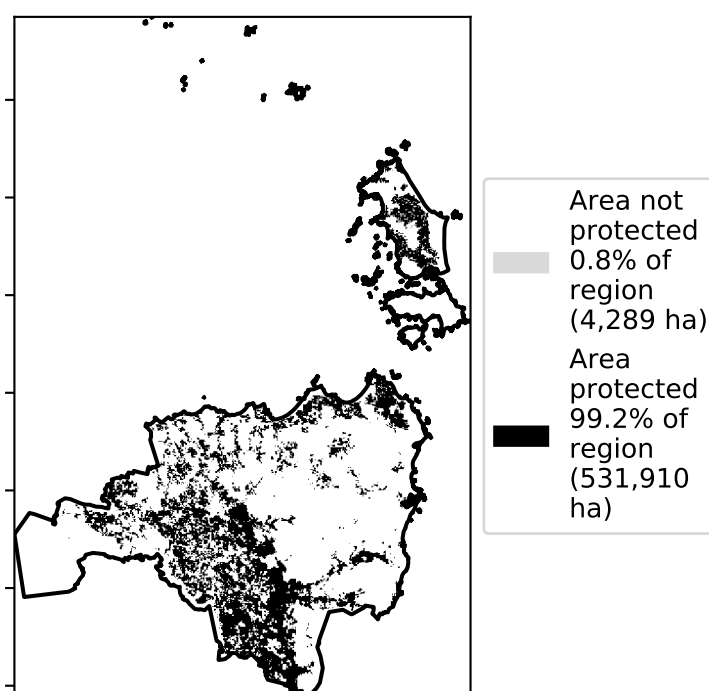 Area not
protected
0.8% of
region
(4,289 ha)
Area
protected
99.2% of
region
(531,910
ha)